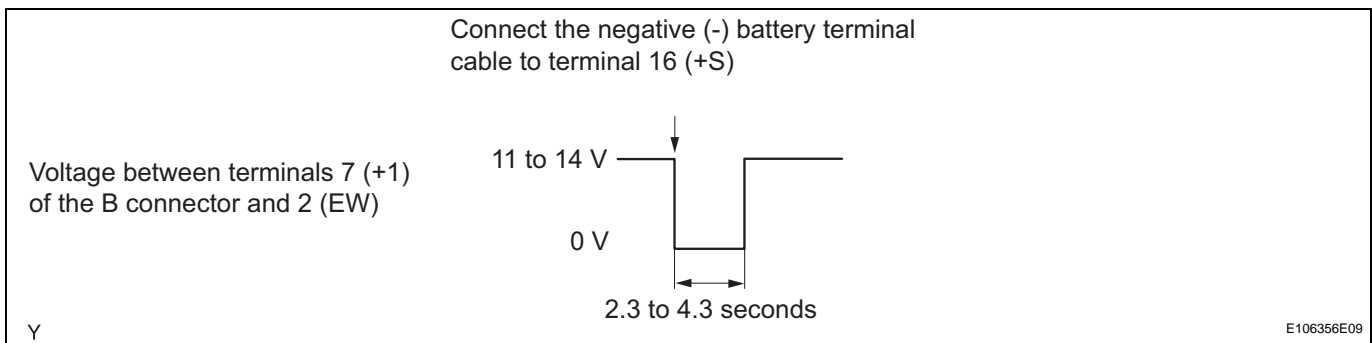 Connect the negative (-) battery terminal
cable to terminal 16 (+S)
Voltage between terminals 7 (+1)
of the B connector and 2 (EW)
11 to 14 V
0 V
2.3 to 4.3 seconds
Y
E106356E09